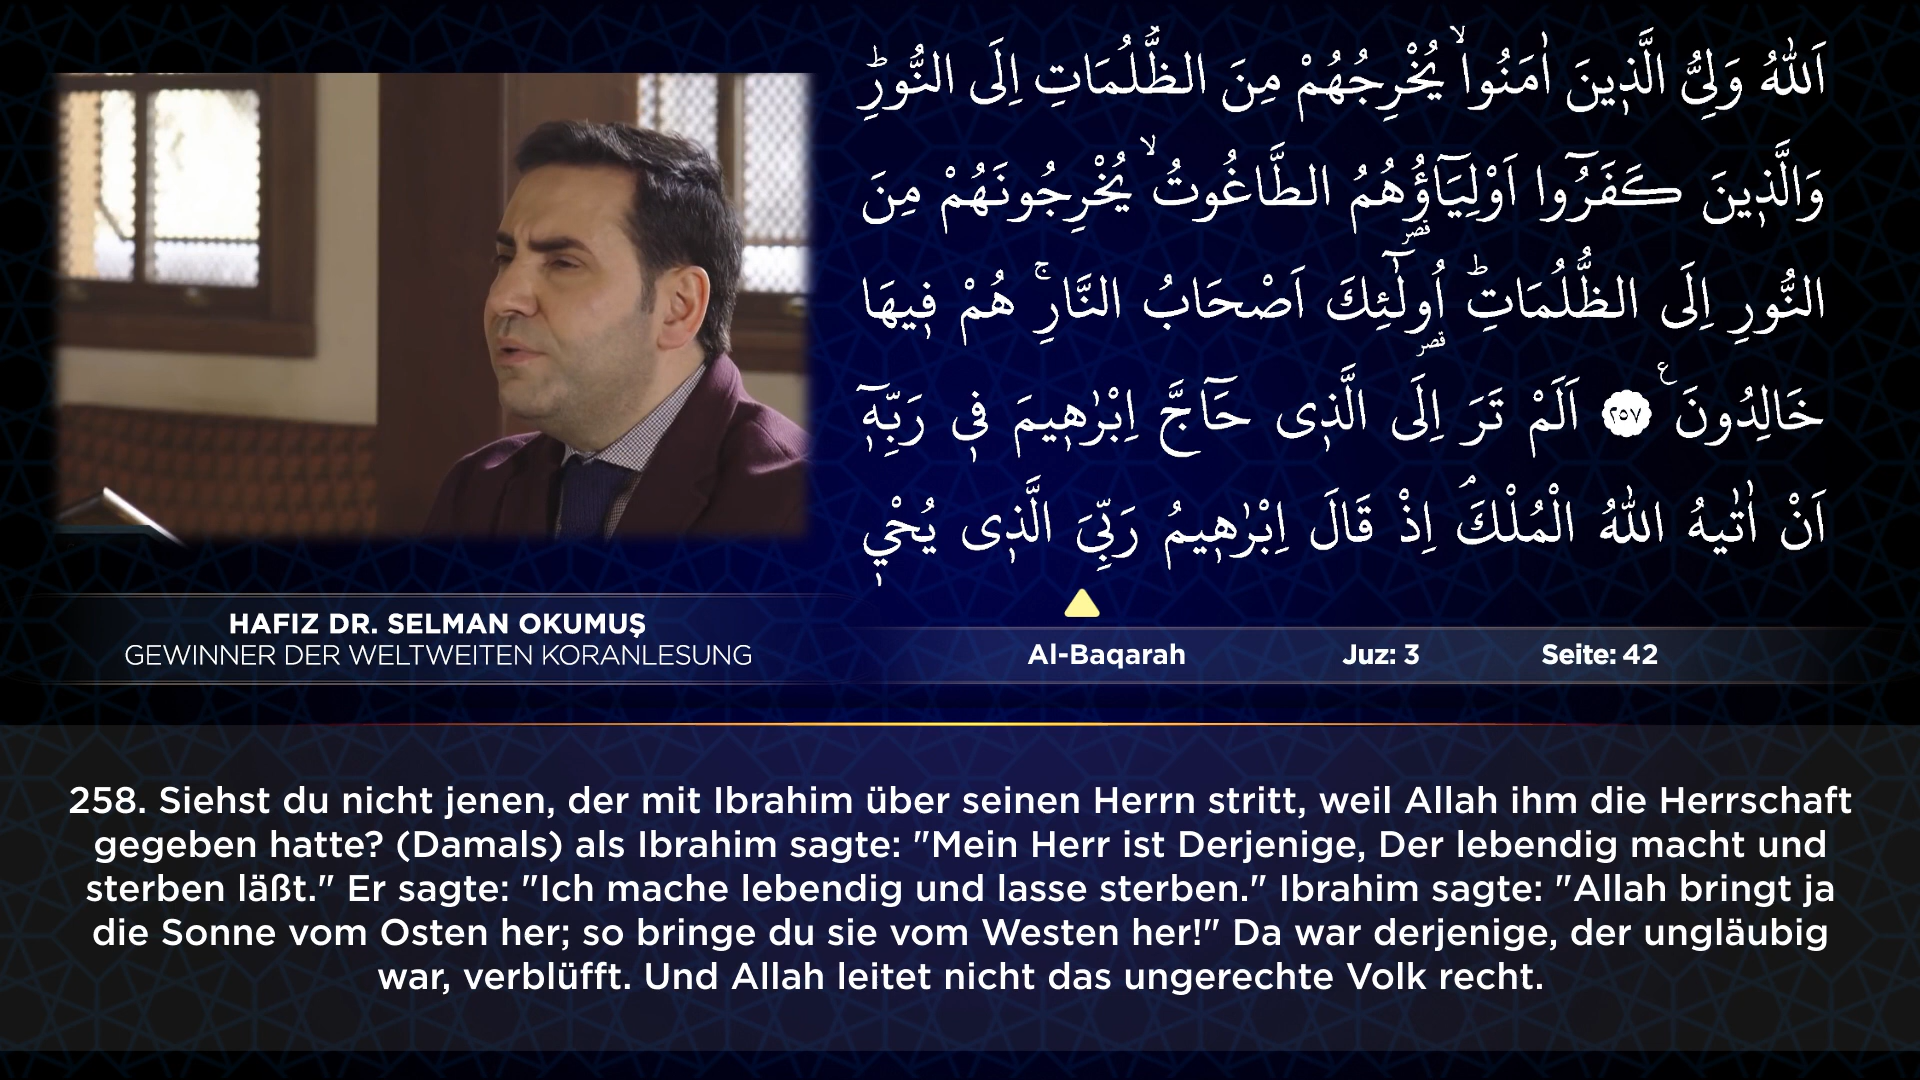 اَللّٰهُ وَلِيُّ الَّذٖينَ اٰمَنُواۙ يُخْرِجُهُمْ مِنَ الظُّلُمَاتِ اِلَى النُّورِؕ
وَالَّذٖينَ كَفَرُٓوا اَوْلِيَٓاؤُ۬هُمُ الطَّاغُوتُۙ يُخْرِجُونَهُمْ مِنَ
قصر
النُّورِ اِلَى الظُّلُمَاتِؕ اُو۬لٰٓئِكَ اَصْحَابُ النَّارِۚ هُمْ فٖيهَا
قصر
خَالِدُونَ ع ٢٥٧ اَلَمْ تَرَ اِلَى الَّذٖى حَٓاجَّ اِبْرٰهٖيمَ فٖى رَبِّهٖٓ
اَنْ اٰتٰيهُ اللّٰهُ الْمُلْكَۢ اِذْ قَالَ اِبْرٰهٖيمُ رَبِّيَ الَّذٖى يُحْيٖ
HAFIZ DR. SELMAN OKUMUŞ
GEWINNER DER WELTWEITEN KORANLESUNG
Al-Baqarah Juz: 3 Seite: 42
258. Siehst du nicht jenen, der mit Ibrahim über seinen Herrn stritt, weil Allah ihm die Herrschaft
gegeben hatte? (Damals) als Ibrahim sagte: "Mein Herr ist Derjenige, Der lebendig macht und
sterben läßt." Er sagte: "Ich mache lebendig und lasse sterben." Ibrahim sagte: "Allah bringt ja
die Sonne vom Osten her; so bringe du sie vom Westen her!" Da war derjenige, der ungläubig
war, verblüfft. Und Allah leitet nicht das ungerechte Volk recht.